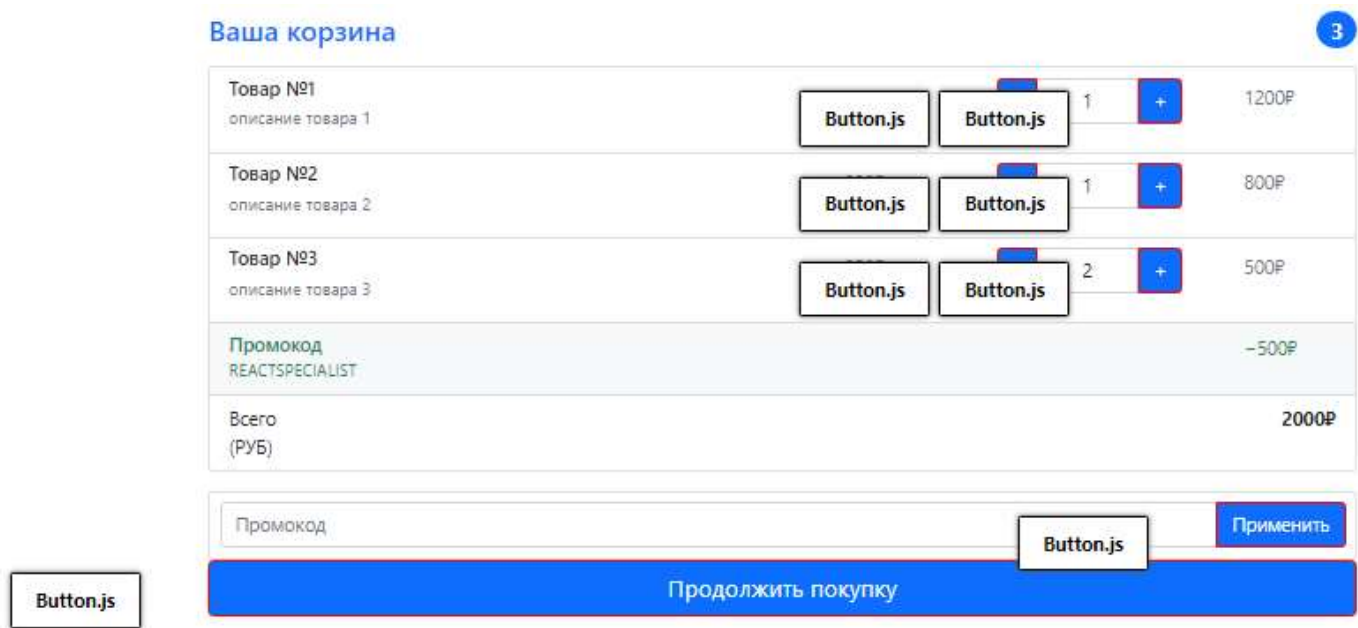 Ваша корзина
3
Товар №1
описание товара 1
Button.js
Button.js
1
+
1200₽
Товар №2
описание товара 2
Button.js
Button.js
1
+
800₽
Товар №3
описание товара 3
Button.js
Button.js
2
+
500₽
Промокод
REACTSPECIALIST
−500₽
Всего
(РУБ)
2000₽
Промокод
Button.js
Применить
Button.js
Продолжить покупку